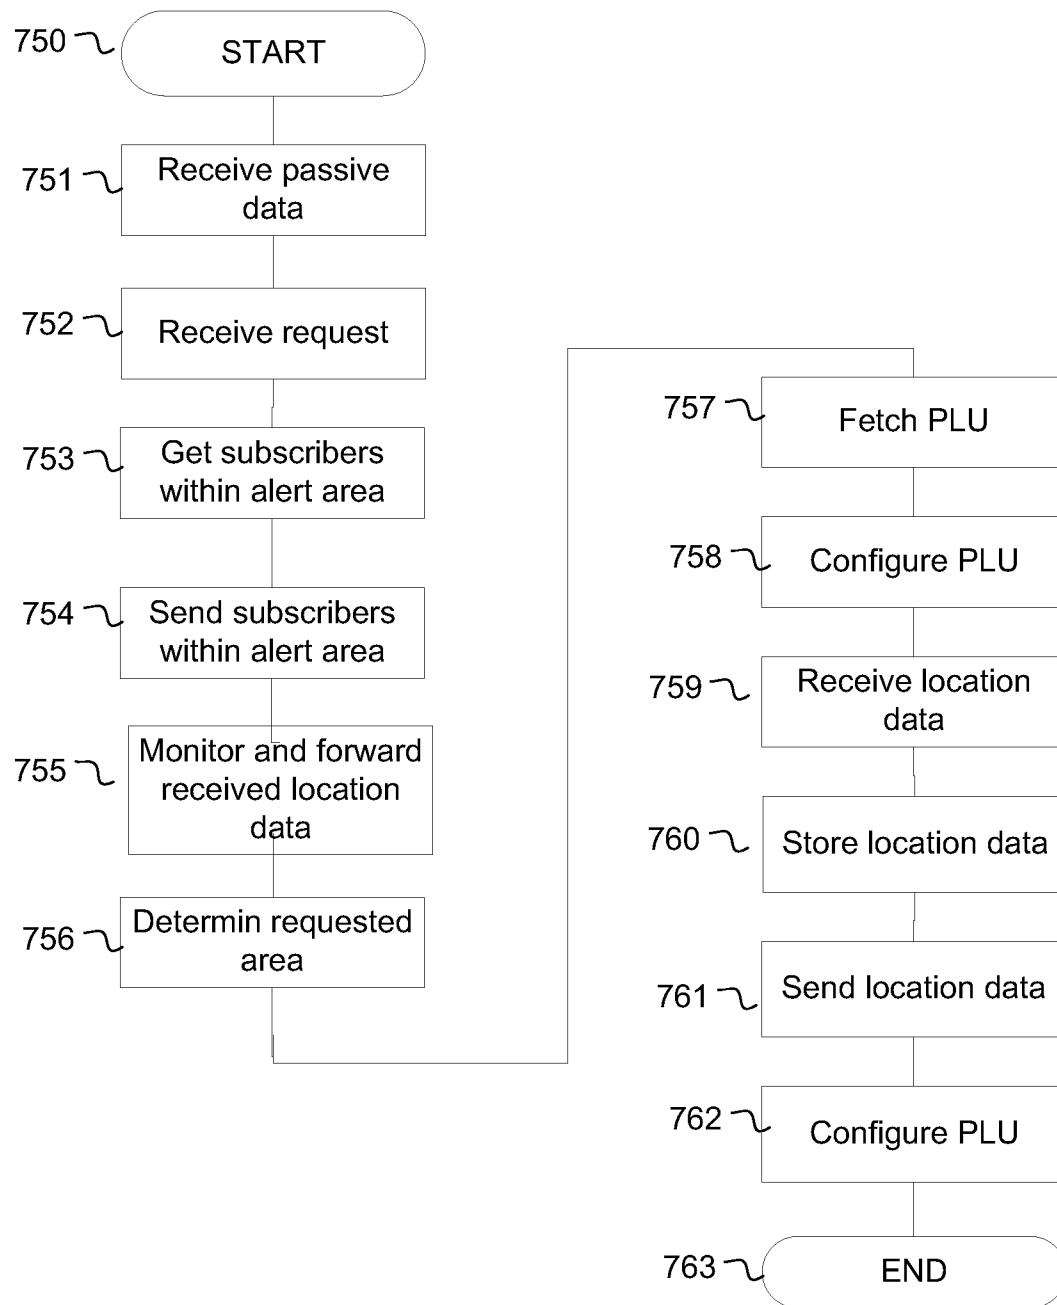 750
START
751
Receive passive
data
752
Receive request
753
Get subscribers
within alert area
754
Send subscribers
within alert area
755
Monitor and forward
received location
data
756
Determin requested
area
757
Fetch PLU
758
Configure PLU
759
Receive location
data
760
Store location data
761
Send location data
762
Configure PLU
763
END